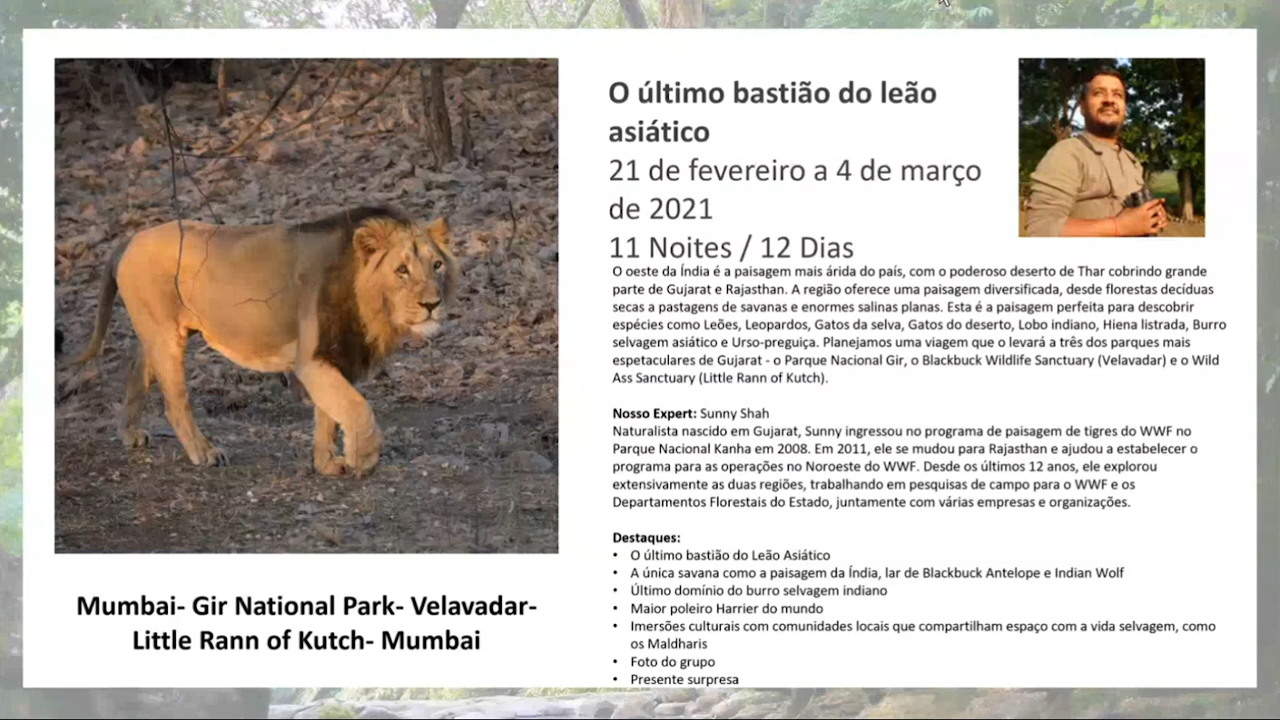 O último bastião do leão
asiático
21 de fevereiro a 4 de março
de 2021
11 Noites / 12 Dias
O oeste da Índia é a paisagem mais árida do país, com o poderoso deserto de Thar cobrindo grande
parte de Gujarat e Rajasthan. A região oferece uma paisagem diversificada, desde florestas decíduas
secas a pastagens de savanas e enormes salinas planas. Esta é a paisagem perfeita para descobrir
espécies como Leões, Leopardos, Gatos da selva, Gatos do deserto, Lobo indiano, Hiena listrada, Burro
selvagem asiático e Urso-preguiça. Planejamos uma viagem que o levará a três dos parques mais
espetaculares de Gujarat - o Parque Nacional Gir, o Blackbuck Wildlife Sanctuary (Velavadar) e o Wild
Ass Sanctuary (Little Rann of Kutch).
Nosso Expert: Sunny Shah
Naturalista nascido em Gujarat, Sunny ingressou no programa de paisagem de tigres do WWF no
Parque Nacional Kanha em 2008. Em 2011, ele se mudou para Rajasthan e ajudou a estabelecer o
programa para as operações no Noroeste do WWF. Desde os últimos 12 anos, ele explorou
extensivamente as duas regiões, trabalhando em pesquisas de campo para o WWF e os
Departamentos Florestais do Estado, juntamente com várias empresas e organizações.
Destaques:
• O último bastião do Leão Asiático
• A única savana como a paisagem da Índia, lar de Blackbuck Antelope e Indian Wolf
• Último domínio do burro selvagem indiano
• Maior poleiro Harrier do mundo
• Imersões culturais com comunidades locais que compartilham espaço com a vida selvagem, como
os Maldharis
• Foto do grupo
• Presente surpresa
Mumbai- Gir National Park- Velavadar-
Little Rann of Kutch- Mumbai